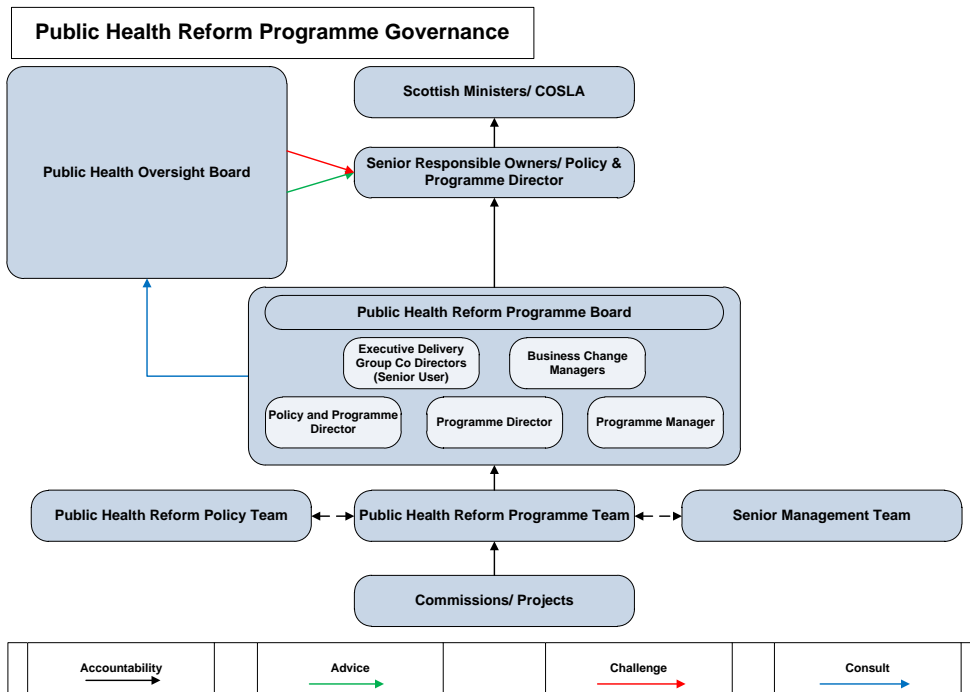 Public Health Reform Programme Governance
Scottish Ministers/ COSLA
Public Health Oversight Board
Senior Responsible Owners/ Policy &
Programme Director
Public Health Reform Programme Board
Executive Delivery
Group Co Directors
(Senior User)
Business Change
Managers
Policy and Programme
Director
Programme Director
Programme Manager
Public Health Reform Policy Team
Public Health Reform Programme Team
Senior Management Team
Commissions/ Projects
Accountability
Advice
Challenge
Consult